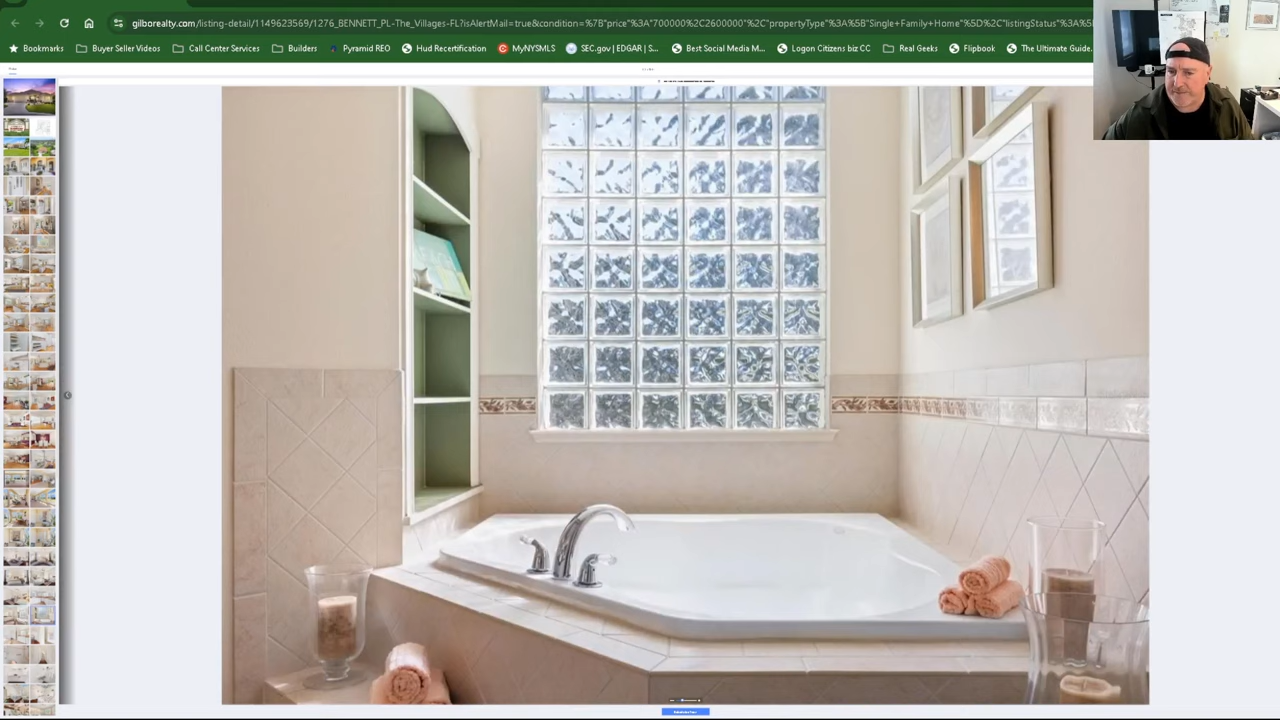 gilborealty.com/listing-detail/1149623569/1276_BENNETT_PL-The_Villages-FL?isAlertMail=true&condition=%7B"price"%3A"700000%2C2600000"%2C"propertyType"%3A%5B"Single+Family+Home"%5D%2C"listingStatus"%3A%5
Bookmarks Buyer Seller Videos Call Center Services Builders Pyramid REO Hud Recertification MyNYSMLS SEC.gov | EDGAR | S... Best Social Media M... Logon Citizens biz CC Real Geeks Flipbook The Ultimate Guide